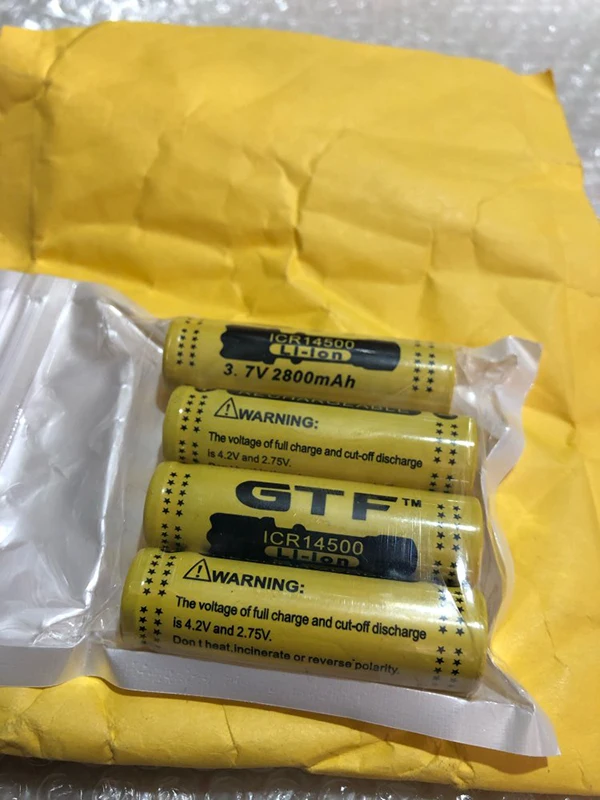 ICR14500
Li-Ion
3.7V 2800mAh
RECHARGEABLE
WARNING:
The voltage of full charge and cut-off discharge
is 4.2V and 2.75V.
GTF™
ICR14500
Li-Ion
WARNING:
The voltage of full charge and cut-off discharge
is 4.2V and 2.75V.
Don t heat,incinerate or reverse polarity.